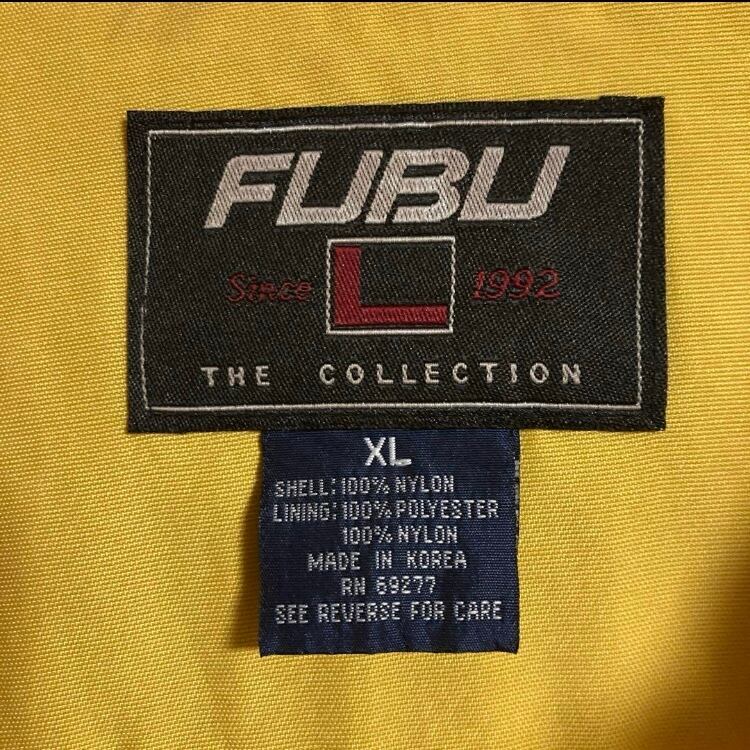 FUBU
Since L 1992
THE COLLECTION
XL
SHELL: 100% NYLON
LINING: 100% POLYESTER
100% NYLON
MADE IN KOREA
RN 69277
SEE REVERSE FOR CARE